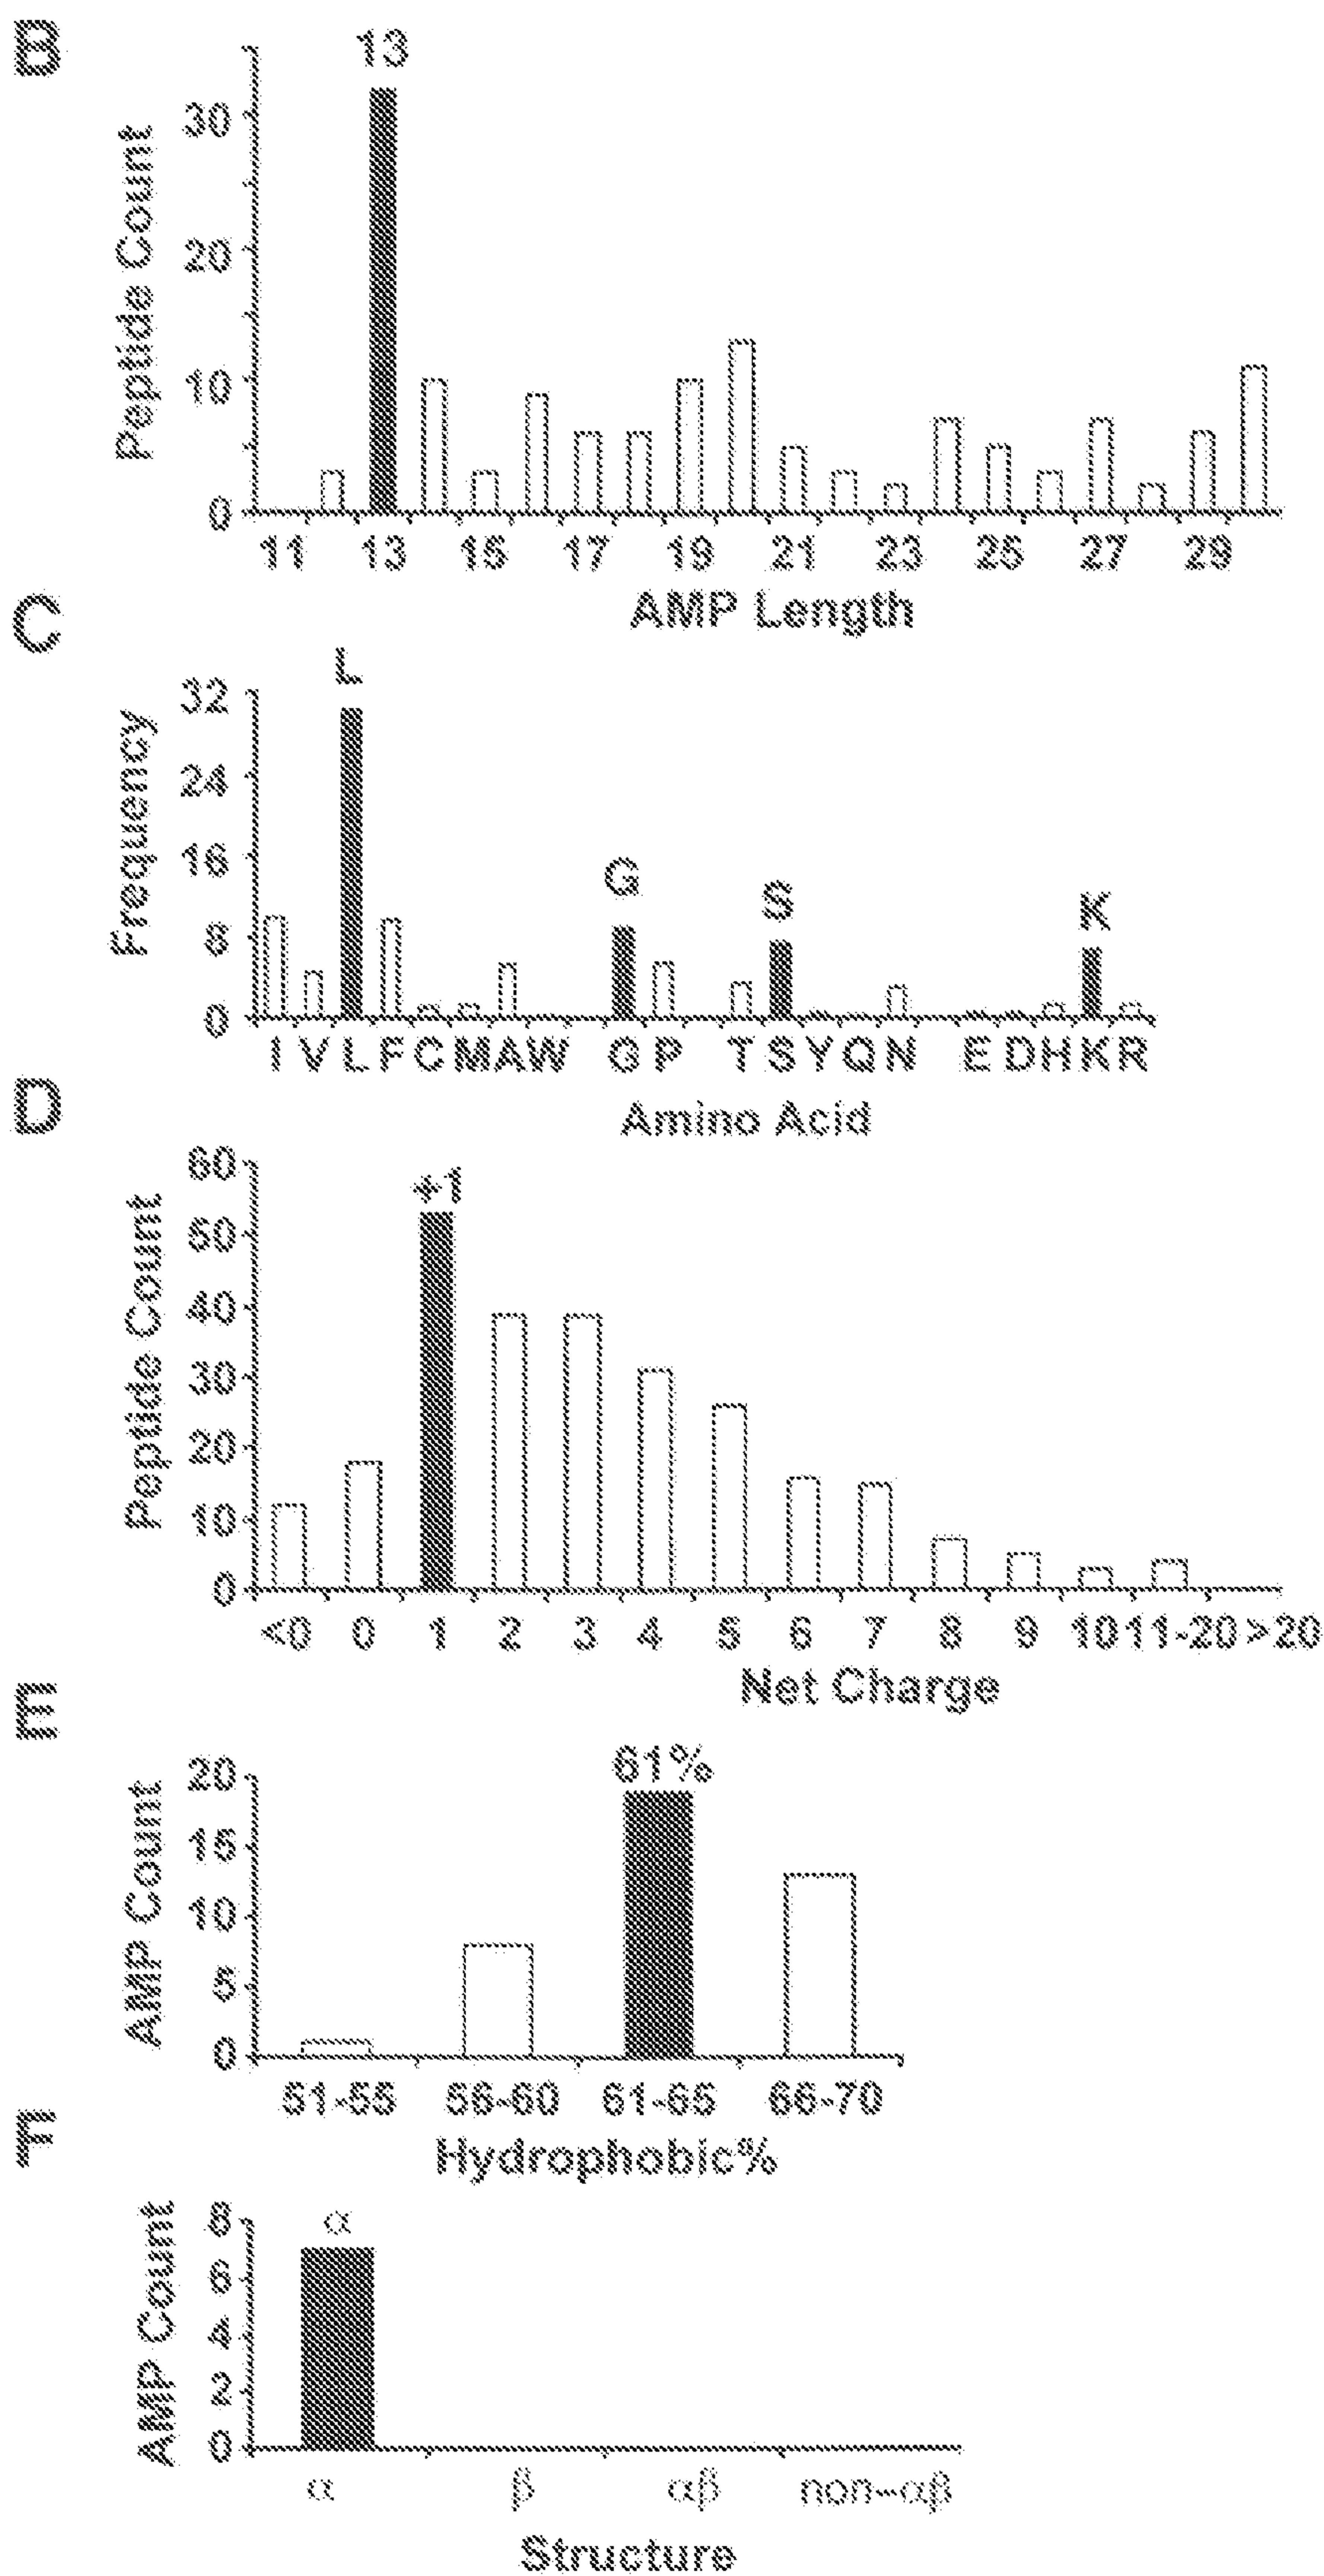 B
13
30
20
10
0
Peptide Count
11 13 15 17 19 21 23 25 27 29
AMP Length
C
L
G
S
K
32
24
16
8
0
Frequency
I V L F C M A W G P T S Y Q N E D H K R
Amino Acid
D
+1
60
50
40
30
20
10
0
Peptide Count
<0 0 1 2 3 4 5 6 7 8 9 10 11-20 >20
Net Charge
E
61%
20
15
10
5
0
AMP Count
51-55 56-60 61-65 66-70
Hydrophobic%
F
α
8
6
4
2
0
AMP Count
α β αβ non-αβ
Structure